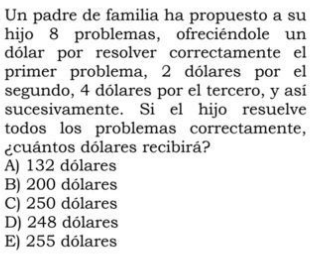 Un padre de familia ha propuesto a su
hijo 8 problemas, ofreciéndole un
dólar por resolver correctamente el
primer problema, 2 dólares por el
segundo, 4 dólares por el tercero, y así
sucesivamente. Si el hijo resuelve
todos los problemas correctamente,
¿cuántos dólares recibirá?
A) 132 dólares
B) 200 dólares
C) 250 dólares
D) 248 dólares
E) 255 dólares